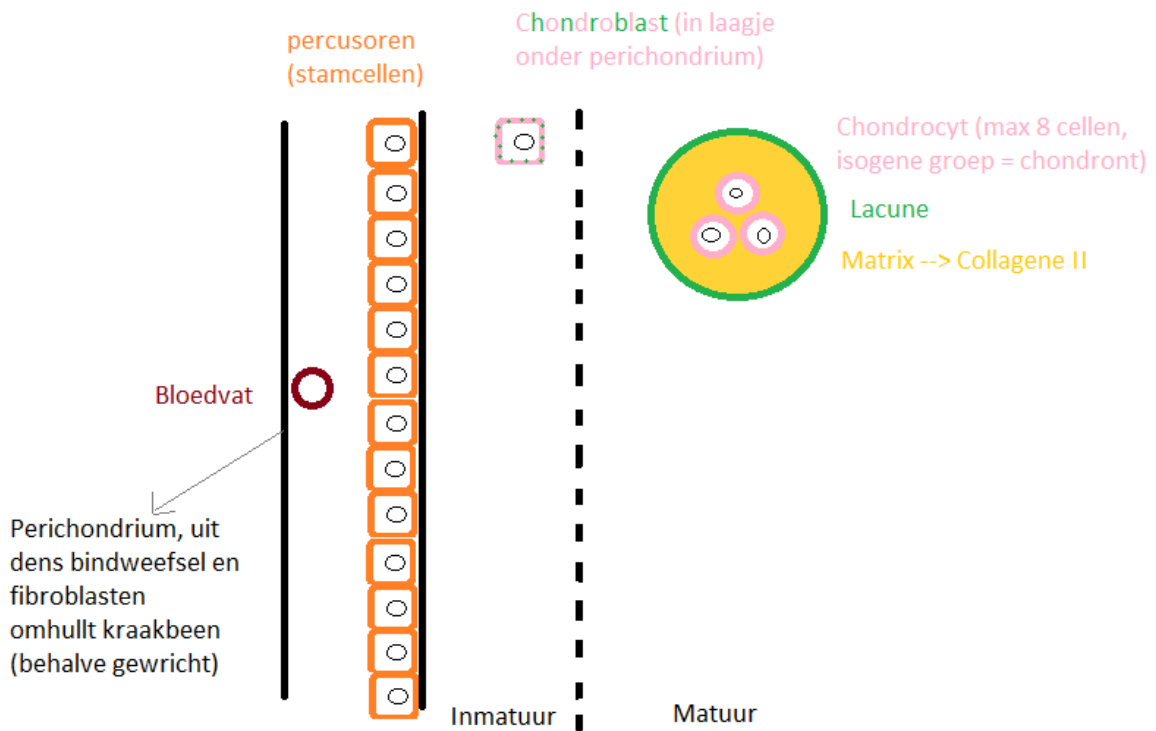 percusoren
(stamcellen)
Chondroblast (in laagje
onder perichondrium)
Chondrocyt (max 8 cellen,
isogene groep = chondront)
Lacune
Matrix --> Collagene II
Bloedvat
Perichondrium, uit
dens bindweefsel en
fibroblasten
omhullt kraakbeen
(behalve gewricht)
Inmatuur
Matuur